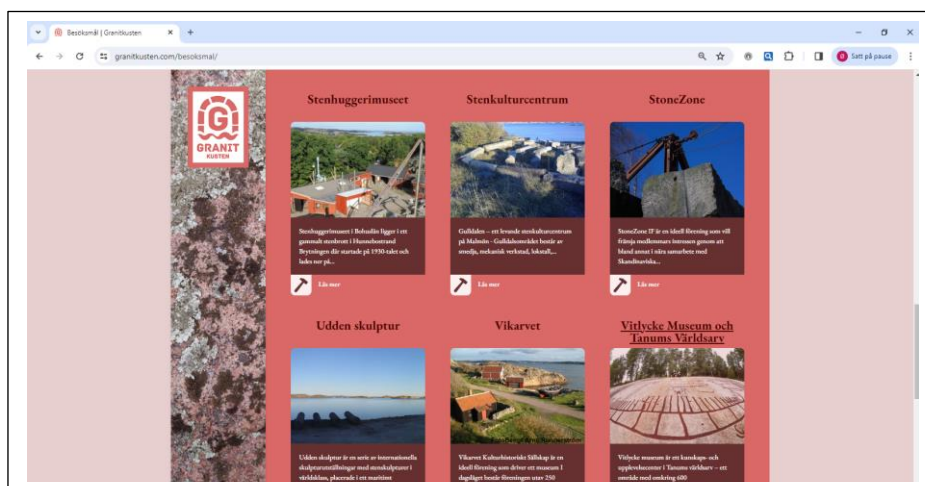 Besöksmål | Granitkusten
granitkusten.com/besoksmal/
Satt på pause
GRANIT
KUSTEN
Stenhuggerimuseet
Stenkulturcentrum
StoneZone
Stenhuggerimuseet i Bohuslän ligger i ett
gammalt stenbrott i Hunnebostrand
Brytningen där startade på 1930-talet och
lades ner på...
Gulldalen – ett levande stenkulturcentrum
på Malmön - Gulldalsområdet består av
smedja, mekanisk verkstad, lokstall,...
StoneZone IF är en ideell förening som vill
främja medlemmars intressen genom att
bland annat i nära samarbete med
Skandinaviska...
Läs mer
Läs mer
Läs mer
Udden skulptur
Vikarvet
Vitlycke Museum och
Tanums Världsarv
Udden skulptur är en serie av internationella
skulpturutställningar med stenskulpturer i
världsklass, placerade i ett maritimt
Vikarvet Kulturhistoriskt Sällskap är en
ideell förening som driver ett museum I
dagsläget består föreningen utav 250
Vitlycke museum är ett kunskaps- och
upplevelsecenter i Tanums världsarv – ett
område med omkring 600